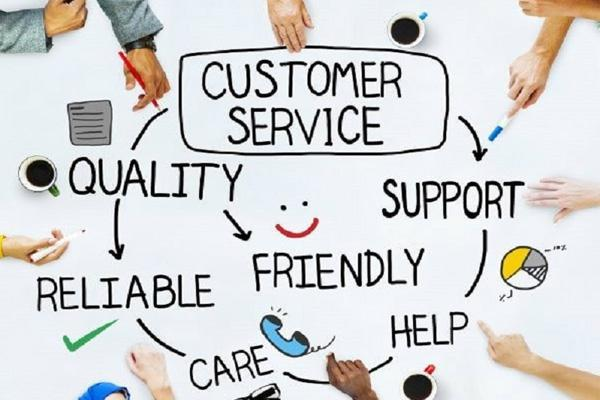 CUSTOMER
SERVICE
QUALITY
SUPPORT
FRIENDLY
RELIABLE
HELP
CARE